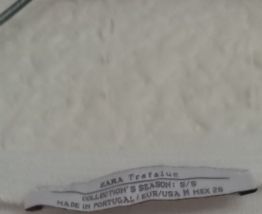 ZARA Trafaluc
COLLECTION'S SEASON: S/S
MADE IN PORTUGAL / EUR/USA M MEX 28